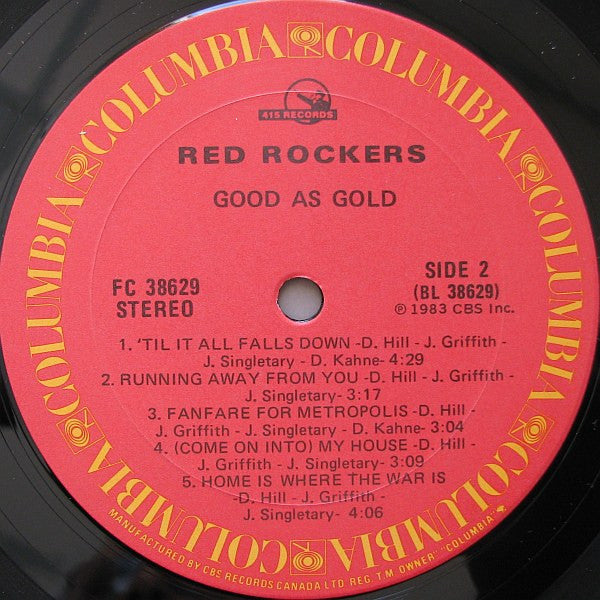 COLUMBIA COLUMBIA COLUMBIA COLUMBIA COLUMBIA COLUMBIA
415 RECORDS
RED ROCKERS
GOOD AS GOLD
FC 38629
STEREO
SIDE 2
(BL 38629)
℗ 1983 CBS Inc.
1. 'TIL IT ALL FALLS DOWN -D. Hill - J. Griffith -
J. Singletary - D. Kahne- 4:29
2. RUNNING AWAY FROM YOU -D. Hill - J. Griffith -
J. Singletary- 3:17
3. FANFARE FOR METROPOLIS -D. Hill -
J. Griffith - J. Singletary - D. Kahne- 3:04
4. (COME ON INTO) MY HOUSE -D. Hill -
J. Griffith - J. Singletary- 3:09
5. HOME IS WHERE THE WAR IS
-D. Hill - J. Griffith -
J. Singletary- 4:06
MANUFACTURED BY CBS RECORDS CANADA LTD. REG. T.M. OWNER: "COLUMBIA"